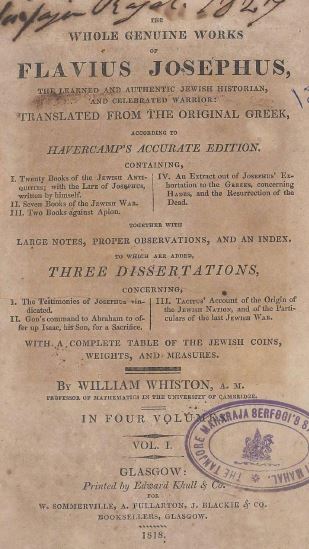 1827
THE
WHOLE GENUINE WORKS
OF
FLAVIUS JOSEPHUS,
THE LEARNED AND AUTHENTIC JEWISH HISTORIAN,
AND CELEBRATED WARRIOR:
TRANSLATED FROM THE ORIGINAL GREEK,
ACCORDING TO
HAVERCAMP'S ACCURATE EDITION.
CONTAINING,
I. Twenty Books of the Jewish Anti-
quities; with the Life of Josephus,
written by himself.
II. Seven Books of the Jewish War.
III. Two Books against Apion.
IV. An Extract out of Josephus' Ex-
hortation to the Greeks, concerning
Hades, and the Resurrection of the
Dead.
TOGETHER WITH
LARGE NOTES, PROPER OBSERVATIONS, AND AN INDEX.
TO WHICH ARE ADDED,
THREE DISSERTATIONS,
CONCERNING,
I. The Testimonies of Josephus vin-
dicated.
II. God's command to Abraham to of-
fer up Isaac, his Son, for a Sacrifice.
III. Tacitus' Account of the Origin of
the Jewish Nation, and of the Parti-
culars of the last Jewish War.
WITH A COMPLETE TABLE OF THE JEWISH COINS,
WEIGHTS, AND MEASURES.
By WILLIAM WHISTON, A. M.
PROFESSOR OF MATHEMATICS IN THE UNIVERSITY OF CAMBRIDGE.
IN FOUR VOLUMES
VOL. I.
THE TANJORE MAHARAJA SERFOGI'S S
MAHAL
GLASGOW:
Printed by Edward Khull & Co.
FOR
W. SOMMERVILLE, A. FULLARTON, J. BLACKIE & CO.
BOOKSELLERS, GLASGOW.
1818.